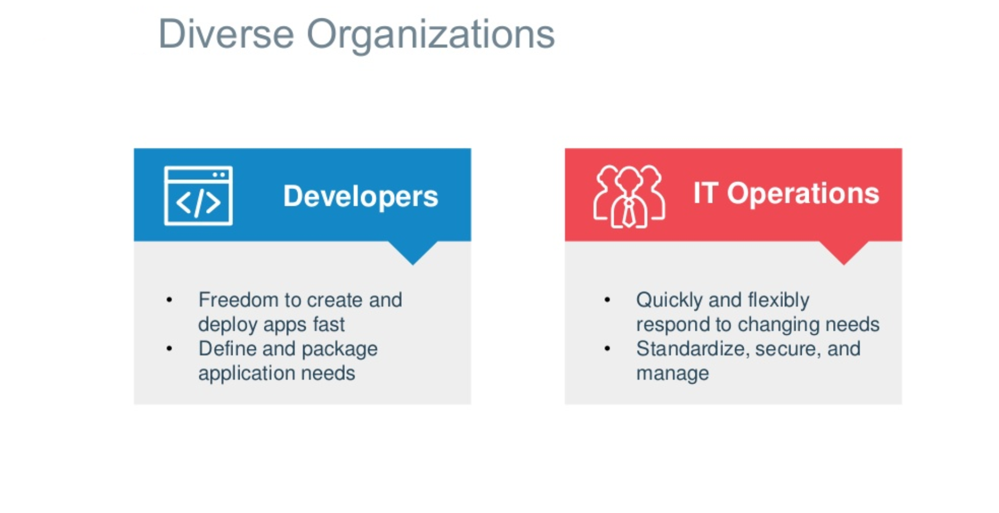 Diverse Organizations
</>
Developers
• Freedom to create and
deploy apps fast
• Define and package
application needs
IT Operations
• Quickly and flexibly
respond to changing needs
• Standardize, secure, and
manage